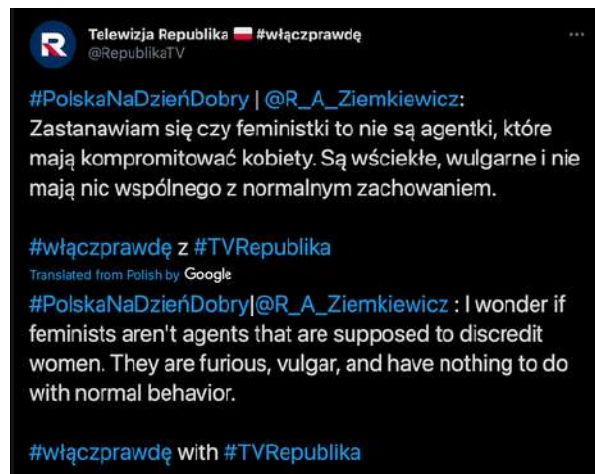 Telewizja Republika 🇵🇱 #włączprawdę
@RepublikaTV
#PolskaNaDzieńDobry | @R_A_Ziemkiewicz:
Zastanawiam się czy feministki to nie są agentki, które
mają kompromitować kobiety. Są wściekłe, wulgarne i nie
mają nic wspólnego z normalnym zachowaniem.
#włączprawdę z #TVRepublika
Translated from Polish by Google
#PolskaNaDzieńDobry|@R_A_Ziemkiewicz : I wonder if
feminists aren't agents that are supposed to discredit
women. They are furious, vulgar, and have nothing to do
with normal behavior.
#włączprawdę with #TVRepublika